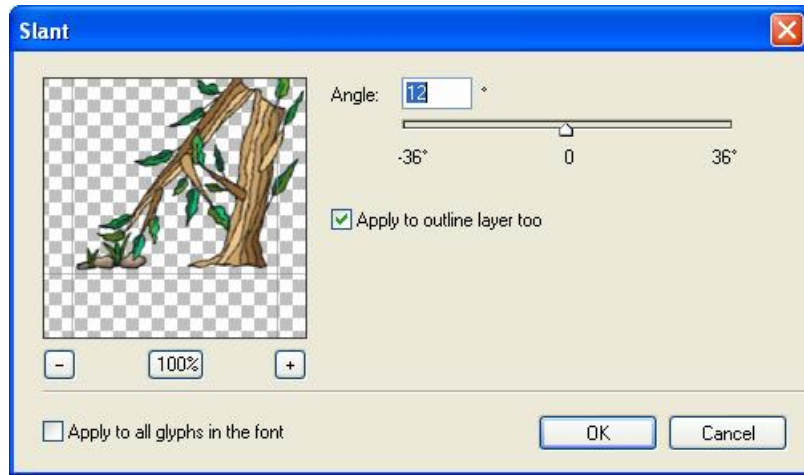 Slant
Angle: 12 °
-36° 0 36°
Apply to outline layer too
- 100% +
Apply to all glyphs in the font
OK Cancel